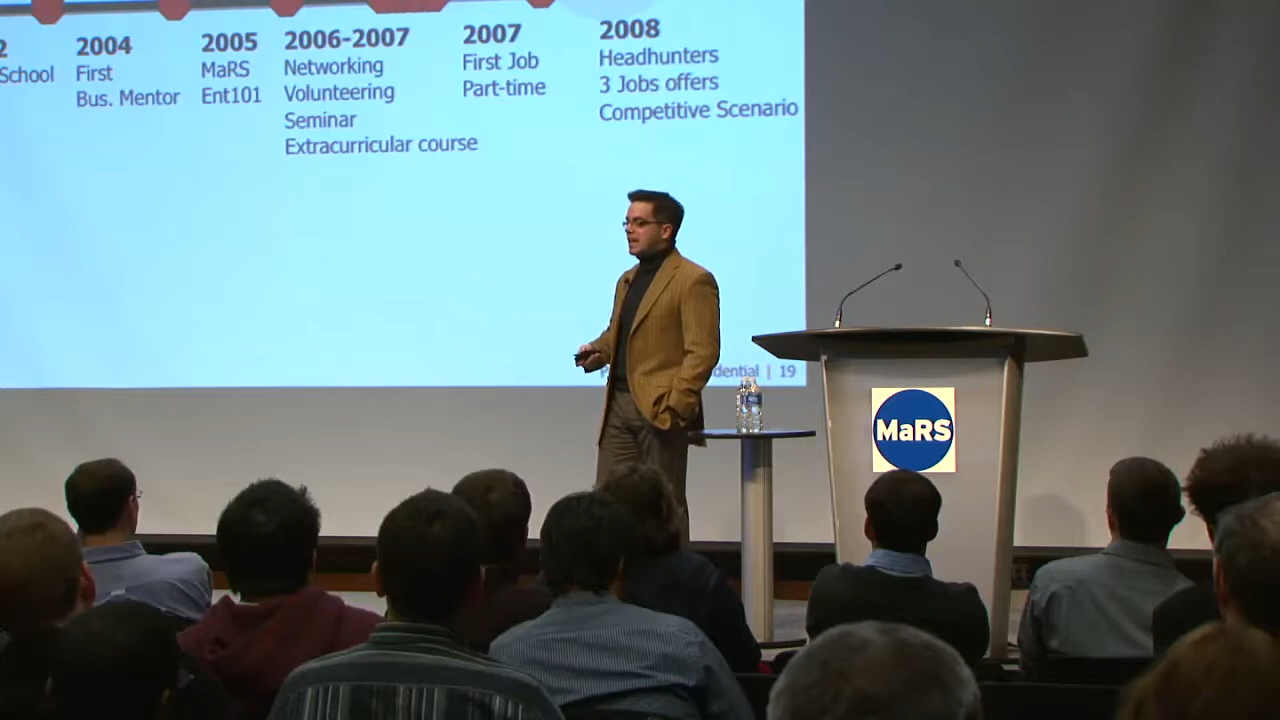 2
School
2004
First
Bus. Mentor
2005
MaRS
Ent101
2006-2007
Networking
Volunteering
Seminar
Extracurricular course
2007
First Job
Part-time
2008
Headhunters
3 Jobs offers
Competitive Scenario
dential | 19
MaRS